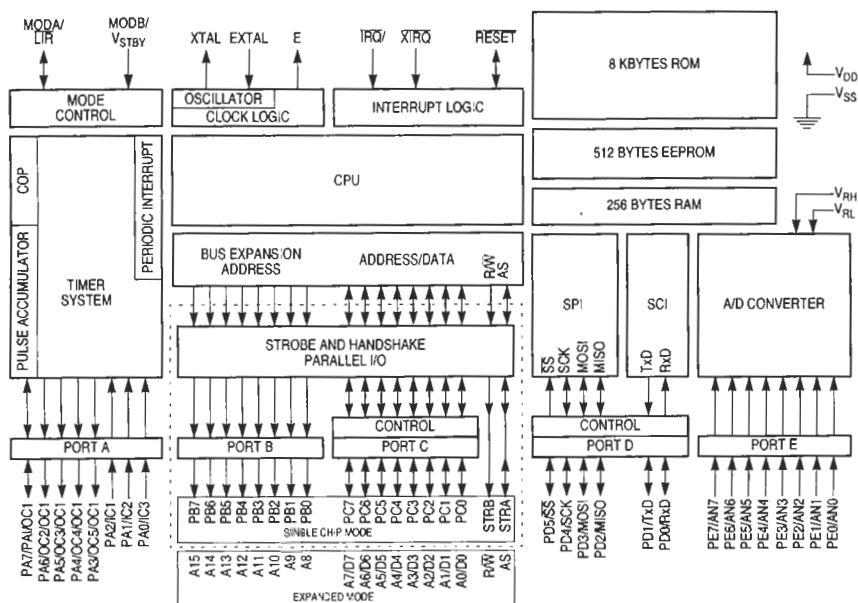 MODA/ LIR
MODB/ VSTBY
XTAL EXTAL E
IRQ/ XIRQ RESET
8 KBYTES ROM
VDD
VSS
MODE CONTROL
OSCILLATOR
CLOCK LOGIC
INTERRUPT LOGIC
512 BYTES EEPROM
COP
PERIODIC INTERRUPT
CPU
256 BYTES RAM
VRH
VRL
PULSE ACCUMULATOR
TIMER SYSTEM
BUS EXPANSION ADDRESS
ADDRESS/DATA
R/W
AS
STROBE AND HANDSHAKE PARALLEL I/O
SPI
SS
SCK
MOSI
MISO
SCI
TxD
RxD
A/D CONVERTER
PORT A
PORT B
CONTROL
PORT C
CONTROL
PORT D
PORT E
PA7/PAI/OC1
PA6/OC2/OC1
PA5/OC3/OC1
PA4/OC4/OC1
PA3/OC5/OC1
PA2/IC1
PA1/IC2
PA0/IC3
PB7
PB6
PB5
PB4
PB3
PB2
PB1
PB0
PC7
PC6
PC5
PC4
PC3
PC2
PC1
PC0
STRB
STRA
SINGLE CHIP MODE
A15
A14
A13
A12
A11
A10
A9
A8
A7/D7
A6/D6
A5/D5
A4/D4
A3/D3
A2/D2
A1/D1
A0/D0
R/W
AS
EXPANDED MODE
PD5/SS
PD4/SCK
PD3/MOSI
PD2/MISO
PD1/TxD
PD0/RxD
PE7/AN7
PE6/AN6
PE5/AN5
PE4/AN4
PE3/AN3
PE2/AN2
PE1/AN1
PE0/AN0